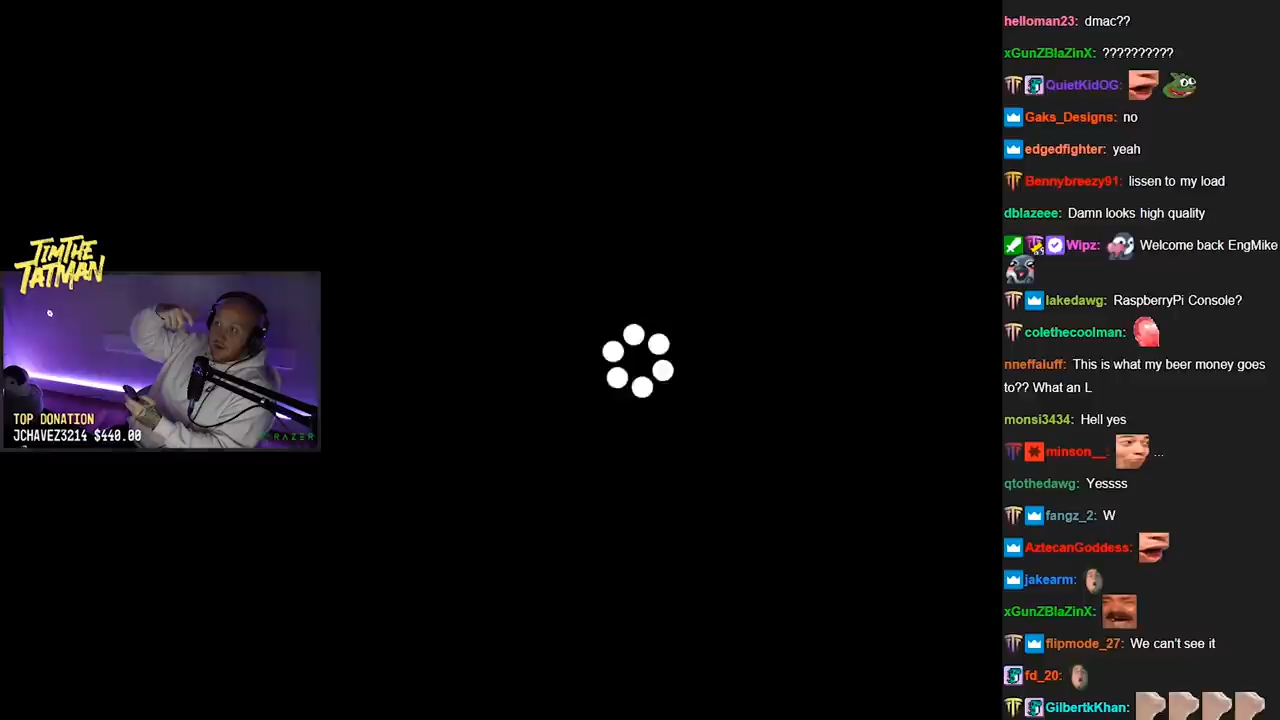 TIMTHE
TATMAN
TOP DONATION
JCHAVEZ3214 $440.00
RAZER
helloman23: dmac??
xGunZBlaZinX: ??????????
QuietKidOG:
Gaks_Designs: no
edgedfighter: yeah
Bennybreezy91: lissen to my load
dblazeee: Damn looks high quality
Wipz: Welcome back EngMike
lakedawg: RaspberryPi Console?
colethecoolman:
nneffaluff: This is what my beer money goes
to?? What an L
monsi3434: Hell yes
minson__: ...
qtothedawg: Yessss
fangz_2: W
AztecanGoddess:
jakearm:
xGunZBlaZinX:
flipmode_27: We can't see it
fd_20:
GilbertkKhan: